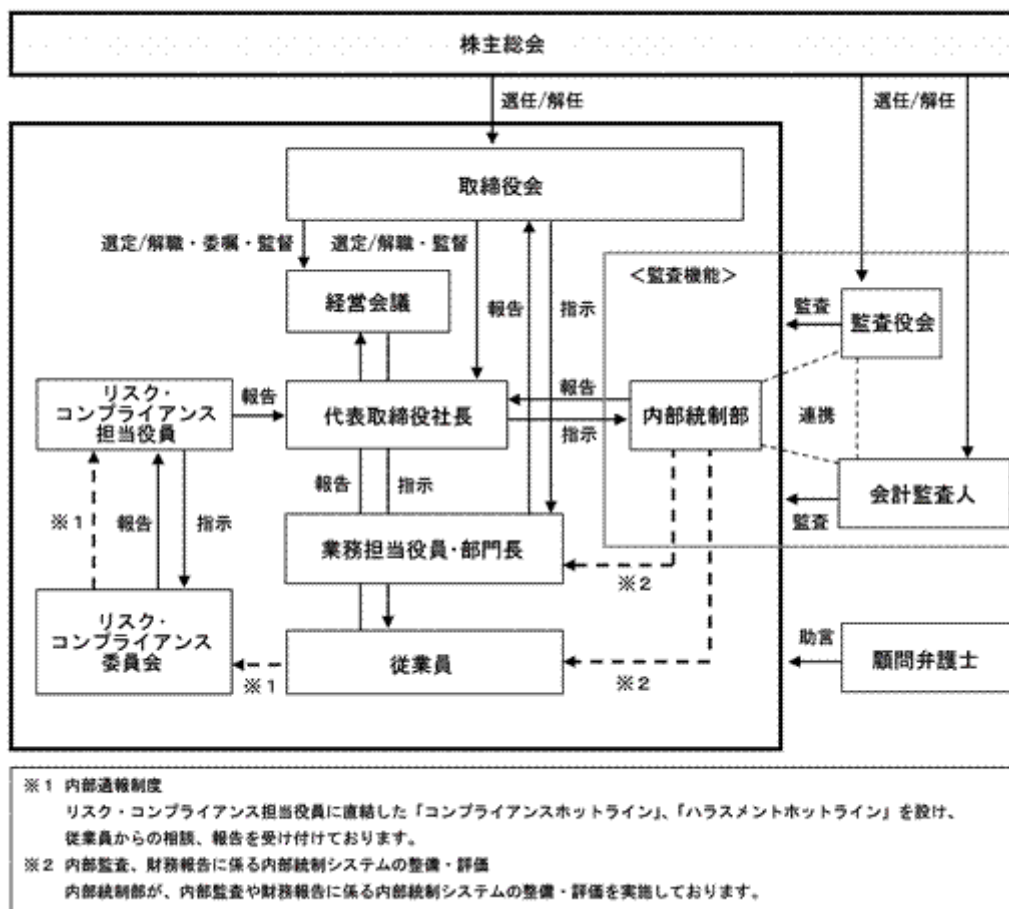 株主総会
選任/解任
選任/解任
取締役会
選定/解職・委嘱・監督
選定/解職・監督
<監査機能>
経営会議
報告
指示
監査
監査役会
リスク・
コンプライアンス
担当役員
報告
代表取締役社長
報告
指示
内部統制部
連携
報告
指示
会計監査人
監査
※1
報告
指示
業務担当役員・部門長
※2
リスク・
コンプライアンス
委員会
※1
従業員
※2
助言
顧問弁護士
※1 内部通報制度
リスク・コンプライアンス担当役員に直結した「コンプライアンスホットライン」、「ハラスメントホットライン」を設け、
従業員からの相談、報告を受け付けております。
※2 内部監査、財務報告に係る内部統制システムの整備・評価
内部統制部が、内部監査や財務報告に係る内部統制システムの整備・評価を実施しております。